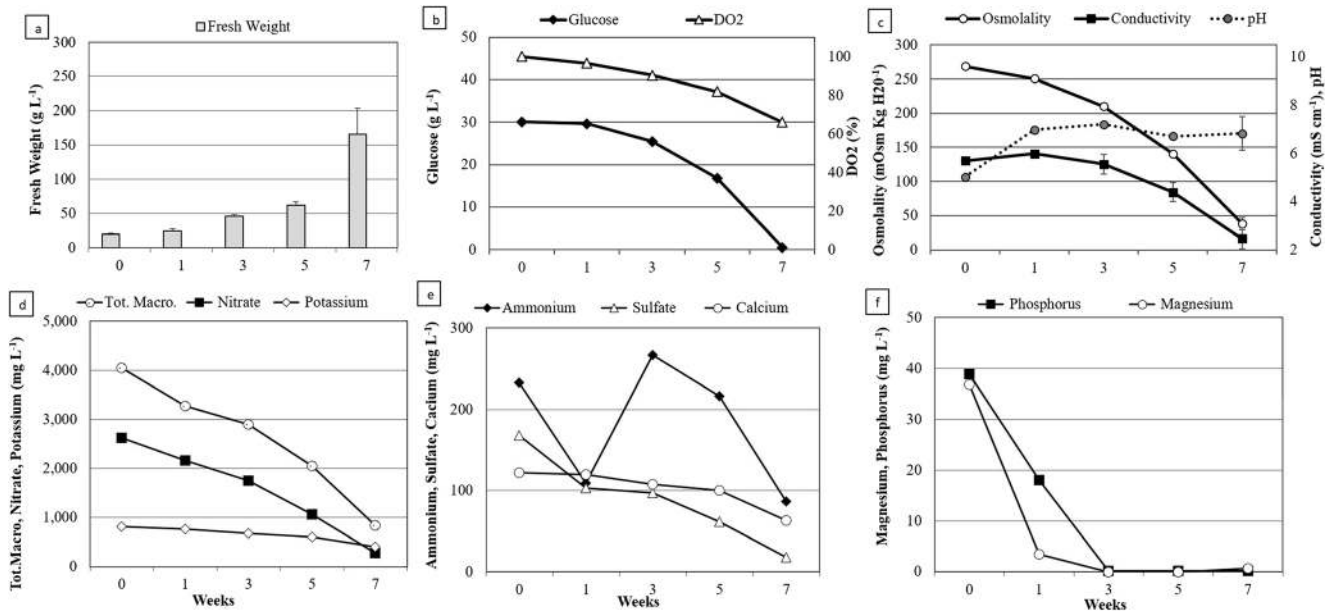 a
Fresh Weight
300
250
200
150
100
50
0
0 1 3 5 7
Fresh Weight (g L-1)
b
Glucose DO2
50
40
30
20
10
0
100
80
60
40
20
0
0 1 3 5 7
Glucose (g L-1)
DO2 (%)
c
Osmolality Conductivity pH
300
250
200
150
100
50
0
10
8
6
4
2
0 1 3 5 7
Osmolality (mOsm Kg H20-1)
Conductivity (mS cm-1), pH
d
Tot. Macro. Nitrate Potassium
5,000
4,000
3,000
2,000
1,000
0
0 1 3 5 7
Weeks
Tot.Macro, Nitrate, Potassium (mg L-1)
e
Ammonium Sulfate Calcium
300
200
100
0
0 1 3 5 7
Weeks
Ammonium, Sulfate, Cacium (mg L-1)
f
Phosphorus Magnesium
50
40
30
20
10
0
0 1 3 5 7
Weeks
Magnesium, Phosphorus (mg L-1)